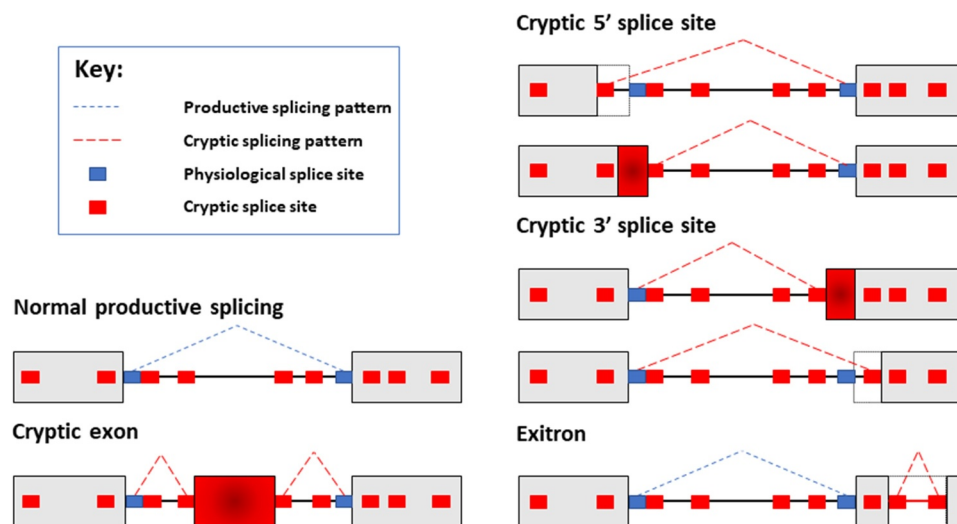 Key:
Productive splicing pattern
Cryptic splicing pattern
Physiological splice site
Cryptic splice site
Normal productive splicing
Cryptic exon
Cryptic 5’ splice site
Cryptic 3’ splice site
Exitron